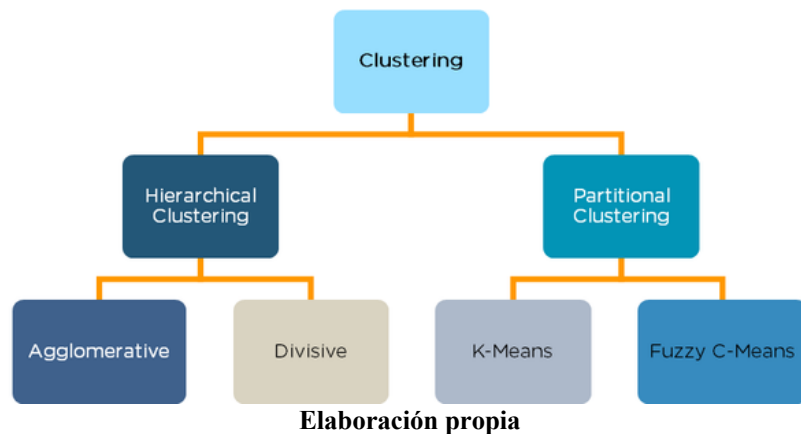 Clustering
Hierarchical
Clustering
Partitional
Clustering
Agglomerative
Divisive
K-Means
Fuzzy C-Means
Elaboración propia